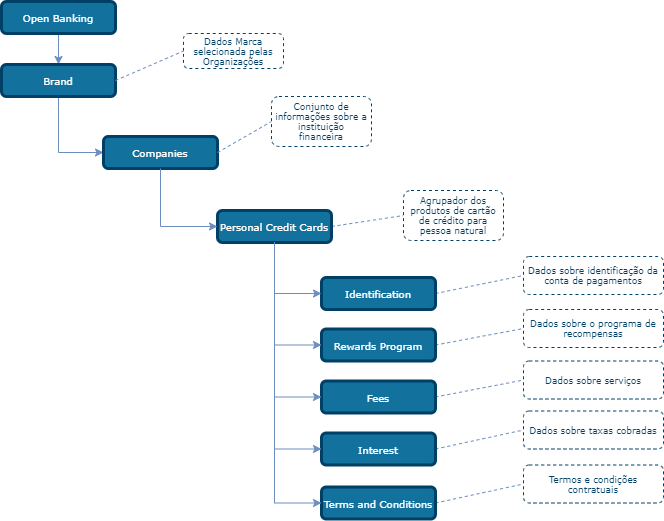 Open Banking
Dados Marca
selecionada pelas
Organizações
Brand
Conjunto de
informações sobre a
instituição
financeira
Companies
Agrupador dos
produtos de cartão
de crédito para
pessoa natural
Personal Credit Cards
Dados sobre identificação da
conta de pagamentos
Identification
Dados sobre o programa de
recompensas
Rewards Program
Dados sobre serviços
Fees
Dados sobre taxas cobradas
Interest
Termos e condições
contratuais
Terms and Conditions